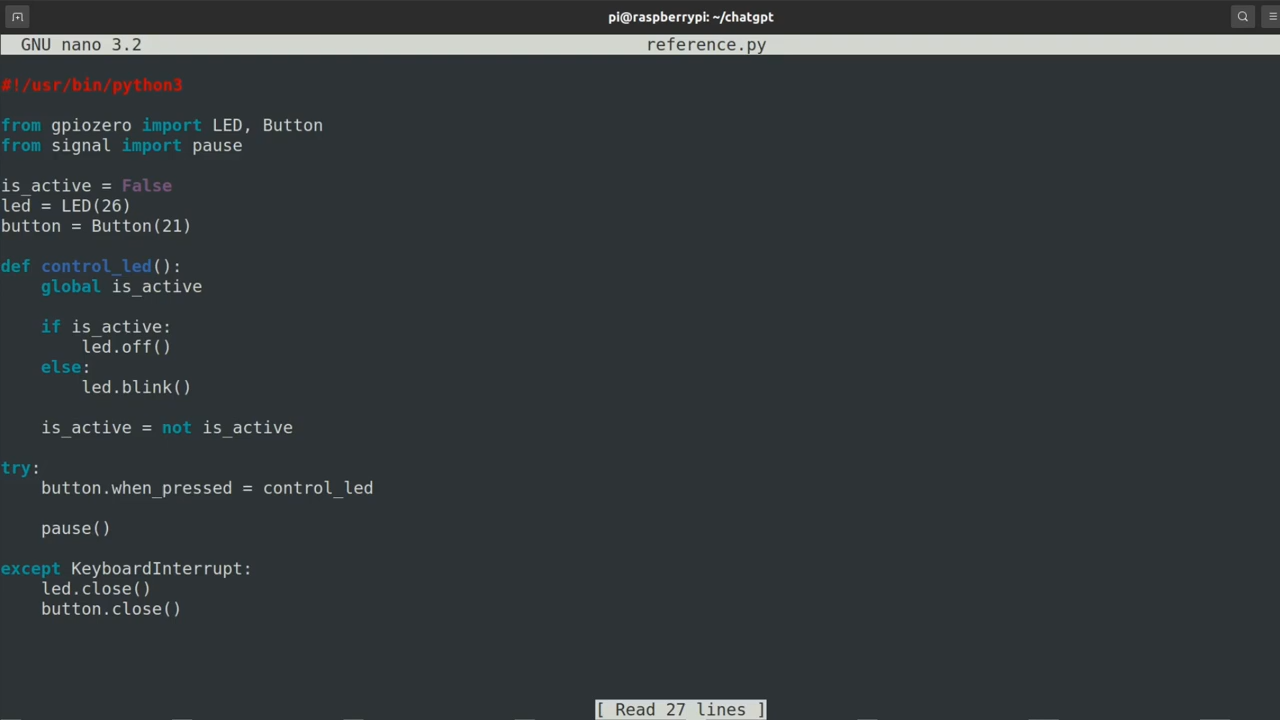 pi@raspberrypi: ~/chatgpt
GNU nano 3.2 reference.py
#!/usr/bin/python3
from gpiozero import LED, Button
from signal import pause
is_active = False
led = LED(26)
button = Button(21)
def control_led():
    global is_active
    if is_active:
        led.off()
    else:
        led.blink()
    is_active = not is_active
try:
    button.when_pressed = control_led
    pause()
except KeyboardInterrupt:
    led.close()
    button.close()
[ Read 27 lines ]